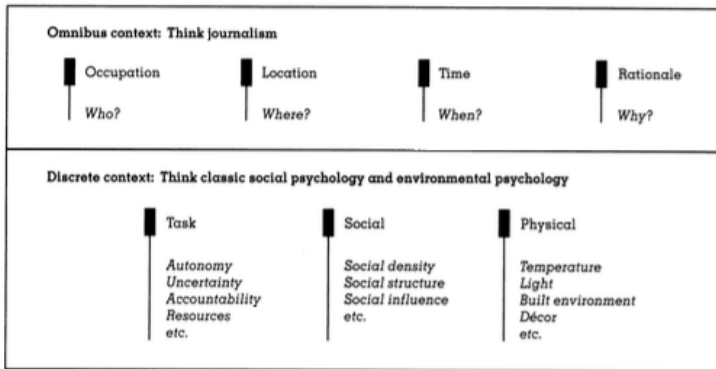 Omnibus context: Think journalism
Occupation Location Time Rationale
Who? Where? When? Why?
Discrete context: Think classic social psychology and environmental psychology
Task Social Physical
Autonomy Social density Temperature
Uncertainty Social structure Light
Accountability Social influence Built environment
Resources etc. Décor
etc. etc.